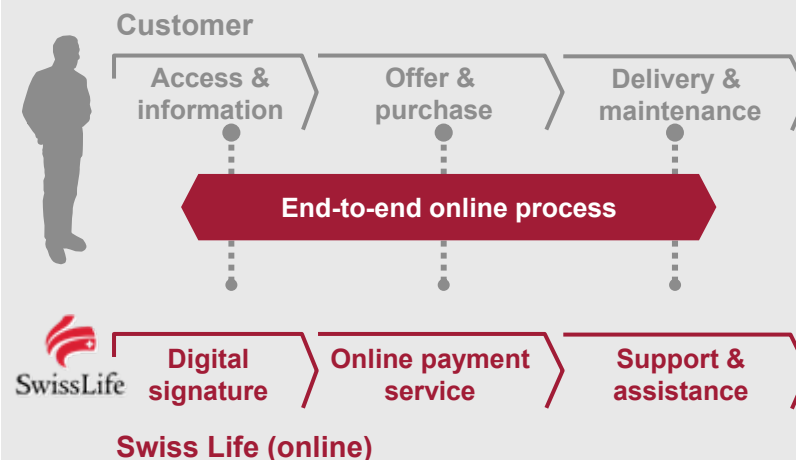 Customer
Access &
information
Offer &
purchase
Delivery &
maintenance
End-to-end online process
SwissLife
Digital
signature
Online payment
service
Support &
assistance
Swiss Life (online)